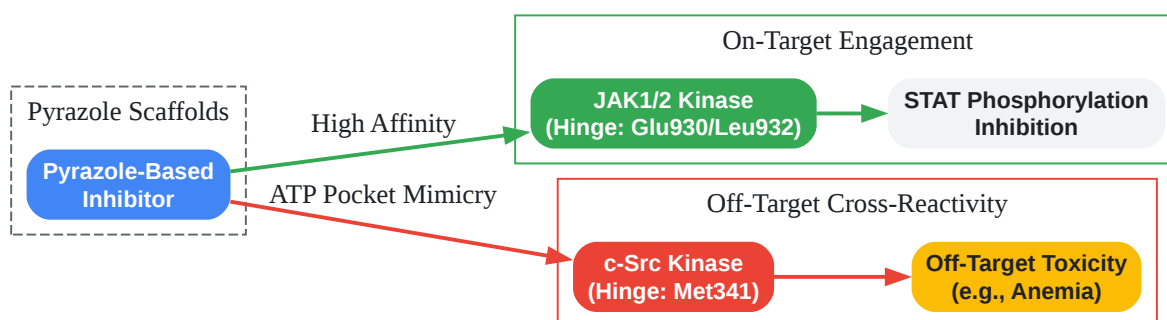 On-Target Engagement
Pyrazole Scaffolds
JAK1/2 Kinase
(Hinge: Glu930/Leu932)
STAT Phosphorylation
Inhibition
High Affinity
Pyrazole-Based
Inhibitor
ATP Pocket Mimicry
Off-Target Cross-Reactivity
c-Src Kinase
(Hinge: Met341)
Off-Target Toxicity
(e.g., Anemia)